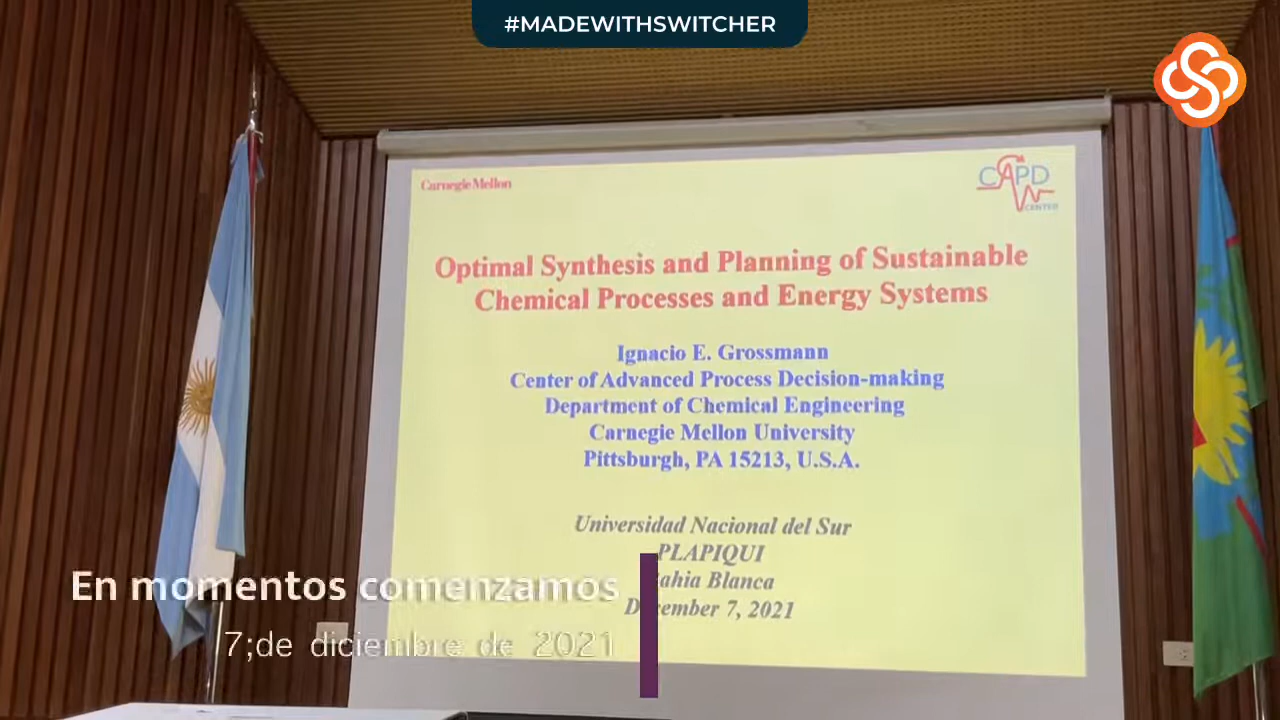 #MADEWITHSWITCHER
Carnegie Mellon
CAPD
CENTER
Optimal Synthesis and Planning of Sustainable
Chemical Processes and Energy Systems
Ignacio E. Grossmann
Center of Advanced Process Decision-making
Department of Chemical Engineering
Carnegie Mellon University
Pittsburgh, PA 15213, U.S.A.
Universidad Nacional del Sur
PLAPIQUI
Bahia Blanca
December 7, 2021
En momentos comenzamos
7;de diciembre de 2021